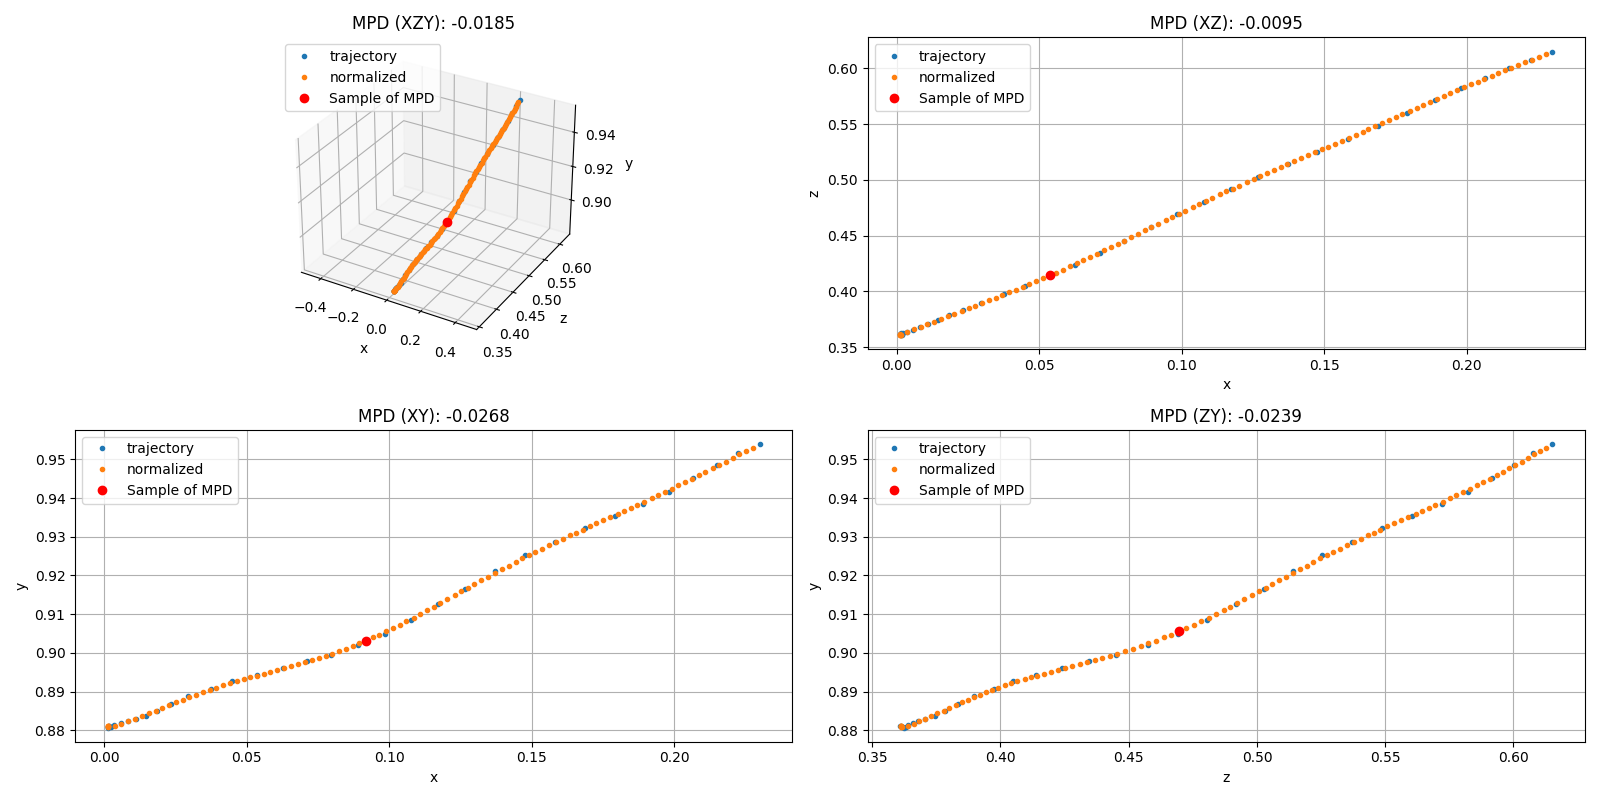 MPD (XZY): -0.0185
trajectory
normalized
Sample of MPD
0.94
0.92
0.90
y
−0.4
−0.2
0.0
0.2
0.4
x
0.35
0.40
0.45
0.50
0.55
0.60
z
MPD (XZ): -0.0095
trajectory
normalized
Sample of MPD
0.60
0.55
0.50
0.45
0.40
0.35
z
0.00 0.05 0.10 0.15 0.20
x
MPD (XY): -0.0268
trajectory
normalized
Sample of MPD
0.95
0.94
0.93
0.92
0.91
0.90
0.89
0.88
y
0.00 0.05 0.10 0.15 0.20
x
MPD (ZY): -0.0239
trajectory
normalized
Sample of MPD
0.95
0.94
0.93
0.92
0.91
0.90
0.89
0.88
y
0.35 0.40 0.45 0.50 0.55 0.60
z